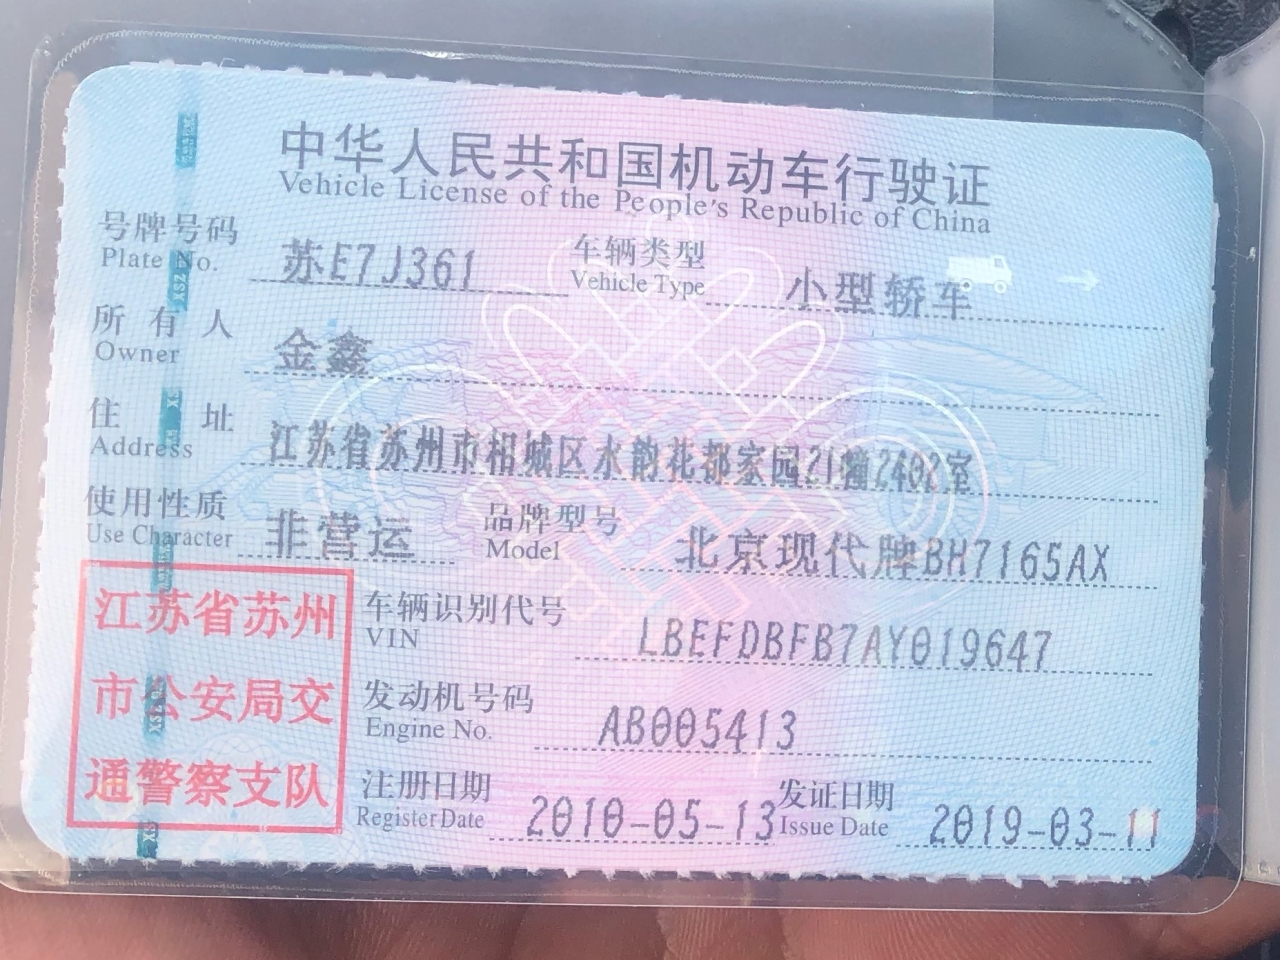 中华人民共和国机动车行驶证
Vehicle License of the People's Republic of China
号牌号码 苏E7J361 车辆类型 小型轿车
Plate No. Vehicle Type
所有人 金鑫
Owner
住址 江苏省苏州市相城区水韵花都家园21幢2402室
Address
使用性质 非营运 品牌型号 北京现代牌BH7165AX
Use Character Model
江苏省苏州
市公安局交
通警察支队
车辆识别代号 LBEFDBFB7AY019647
VIN
发动机号码 AB005413
Engine No.
注册日期 2010-05-13 发证日期 2019-03-11
Register Date Issue Date
XSZ